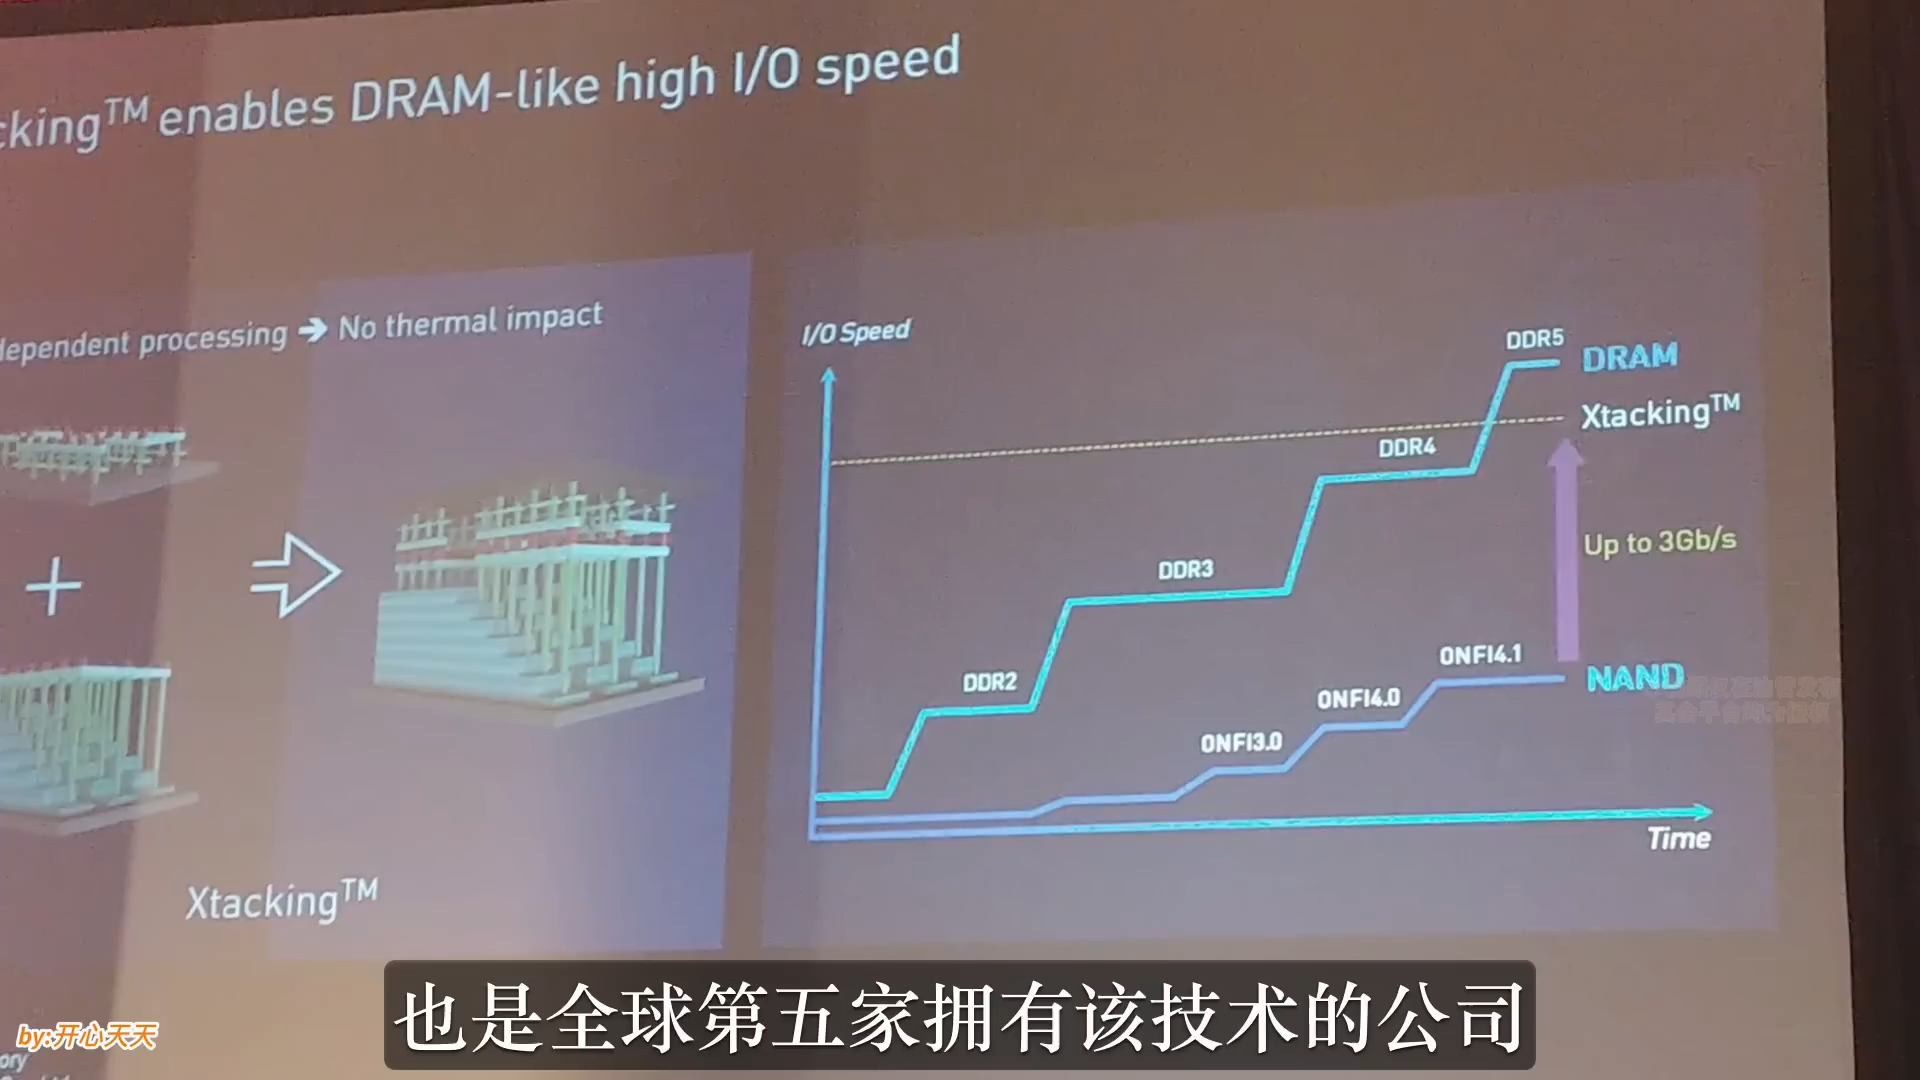 cking™ enables DRAM-like high I/O speed
dependent processing ➔ No thermal impact
+
Xtacking™
I/O Speed
DDR5
DRAM
Xtacking™
DDR4
Up to 3Gb/s
DDR3
DDR2
ONFI4.1
NAND
ONFI4.0
ONFI3.0
Time
也是全球第五家拥有该技术的公司
by:开心天天
ory